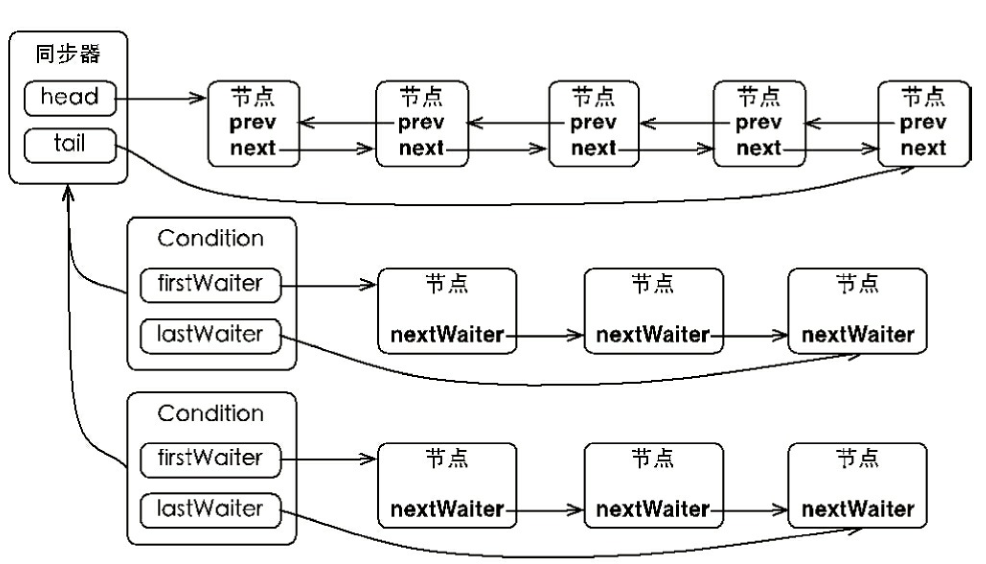 同步器
head
tail
节点
prev
next
节点
prev
next
节点
prev
next
节点
prev
next
节点
prev
next
Condition
firstWaiter
lastWaiter
节点
nextWaiter
节点
nextWaiter
节点
nextWaiter
Condition
firstWaiter
lastWaiter
节点
nextWaiter
节点
nextWaiter
节点
nextWaiter